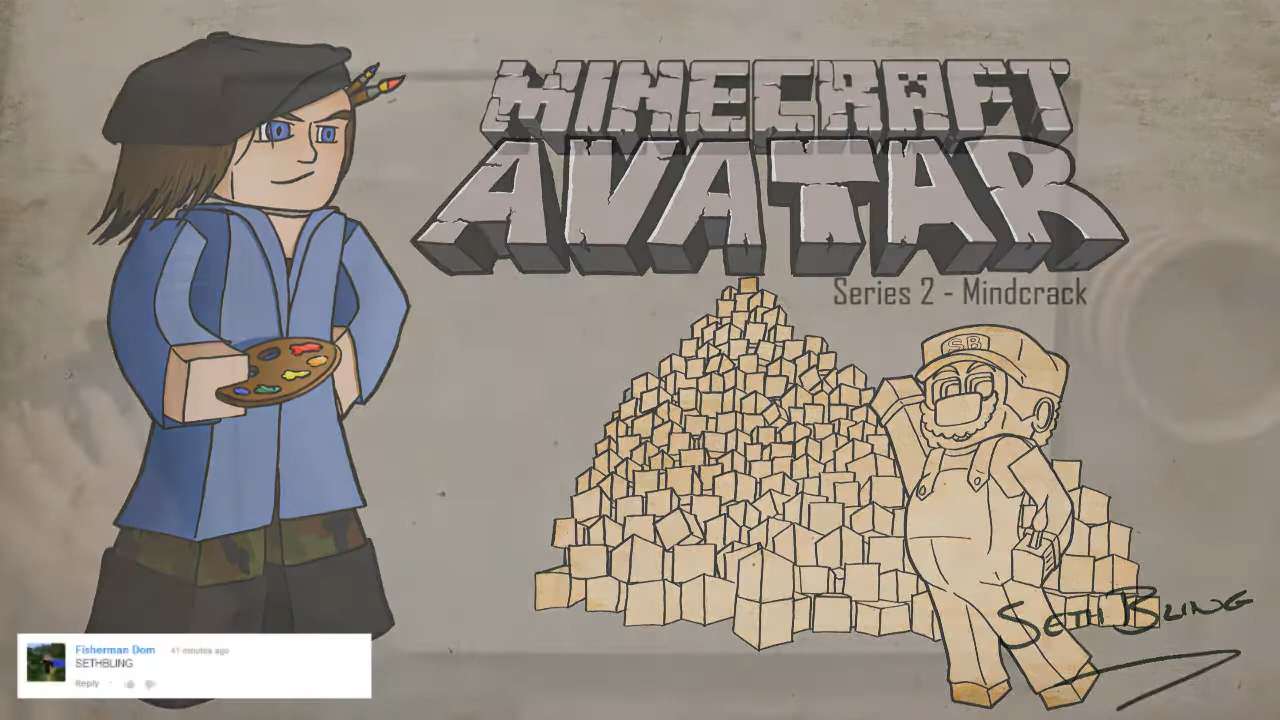 MINECRAFT
AVATAR
Series 2 - Mindcrack
SB
SETHBLING
Fisherman Dom 41 minutes ago
SETHBLING
Reply